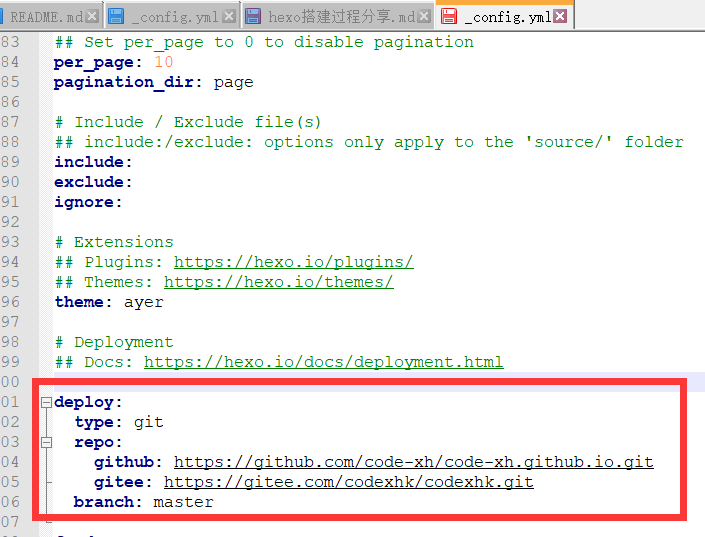 README.md
_config.yml
hexo搭建过程分享.md
_config.yml
83 ## Set per_page to 0 to disable pagination
84 per_page: 10
85 pagination_dir: page
86
87 # Include / Exclude file(s)
88 ## include:/exclude: options only apply to the 'source/' folder
89 include:
90 exclude:
91 ignore:
92
93 # Extensions
94 ## Plugins: https://hexo.io/plugins/
95 ## Themes: https://hexo.io/themes/
96 theme: ayer
97
98 # Deployment
99 ## Docs: https://hexo.io/docs/deployment.html
00
01 deploy:
02 type: git
03 repo:
04 github: https://github.com/code-xh/code-xh.github.io.git
05 gitee: https://gitee.com/codexhk/codexhk.git
06 branch: master
07